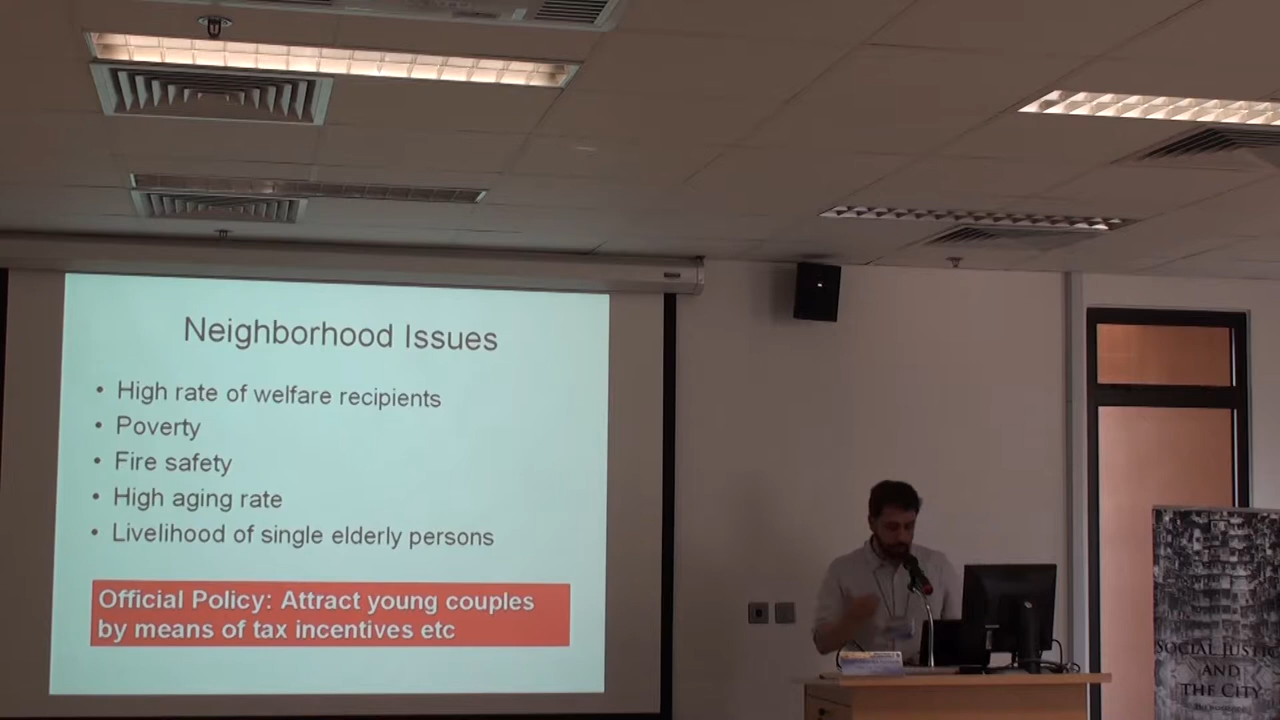 Neighborhood Issues
• High rate of welfare recipients
• Poverty
• Fire safety
• High aging rate
• Livelihood of single elderly persons
Official Policy: Attract young couples
by means of tax incentives etc
SOCIAL JUSTIC
AND
THE CITY